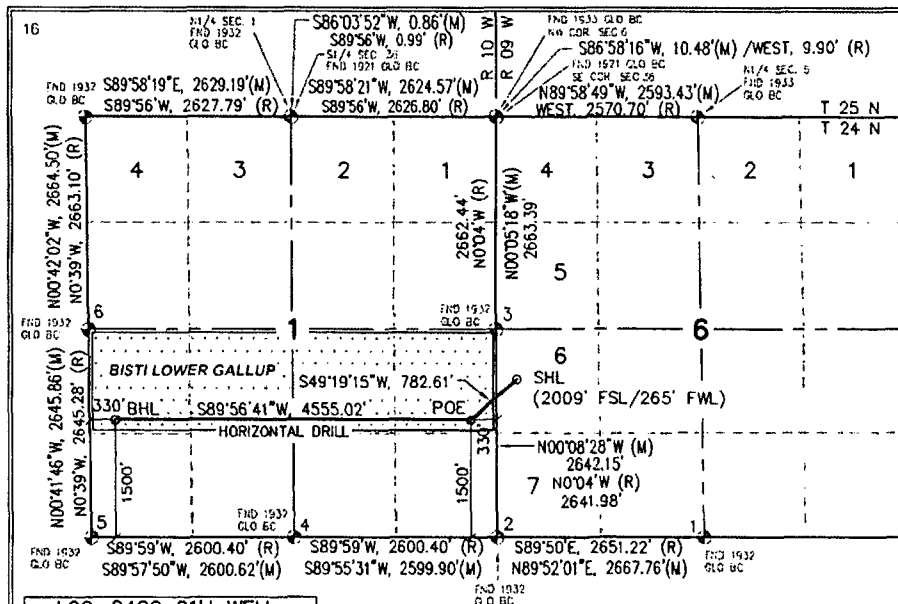 16
N1/4 SEC. 1
FND 1932
GLO BC
S86°03'52"W, 0.86'(M)
S89°56'W, 0.99' (R)
S1/4 SEC. 36
FND 1921 GLO BC
R 10 W
R 09 W
FND 1933 GLO BC
NW COR SEC 6
S86°58'16"W, 10.48'(M) /WEST, 9.90' (R)
FND 1921 GLO BC
SE COR SEC 36
FND 1932
GLO BC
S89°58'19"E, 2629.19'(M)
S89°56'W, 2627.79' (R)
S89°58'21"W, 2624.57'(M)
S89°56'W, 2626.80' (R)
N89°58'49"W, 2593.43'(M)
WEST, 2570.70' (R)
FND 1933
GLO BC
T 25 N
T 24 N
4 3 2 1 4 3 2 1
N00°42'02"W, 2664.50'(M)
N0°39'W, 2663.10' (R)
2662.44'
N0°04'W (R)
N00°05'18"W(M)
2663.39'
5
FND 1932
GLO BC
6
1
FND 1932
GLO BC
3
6
6
BISTI LOWER GALLUP
S49°19'15"W, 782.61'
SHL
(2009' FSL/265' FWL)
330' BHL
S89°56'41"W, 4555.02'
POE
330'
HORIZONTAL DRILL
N00°41'46"W, 2645.86'(M)
N0°39'W, 2645.28' (R)
1500'
1500'
N00°08'28"W (M)
2642.15'
7 N0°04'W (R)
2641.98'
FND 1932
GLO BC
5
4
2
1
FND 1932
GLO BC
S89°59'W, 2600.40' (R)
S89°57'50"W, 2600.62'(M)
S89°59'W, 2600.40' (R)
S89°55'31"W, 2599.90'(M)
S89°50'E, 2651.22' (R)
N89°52'01"E, 2667.76'(M)
FND 1932
GLO BC
FND 1932
GLO BC